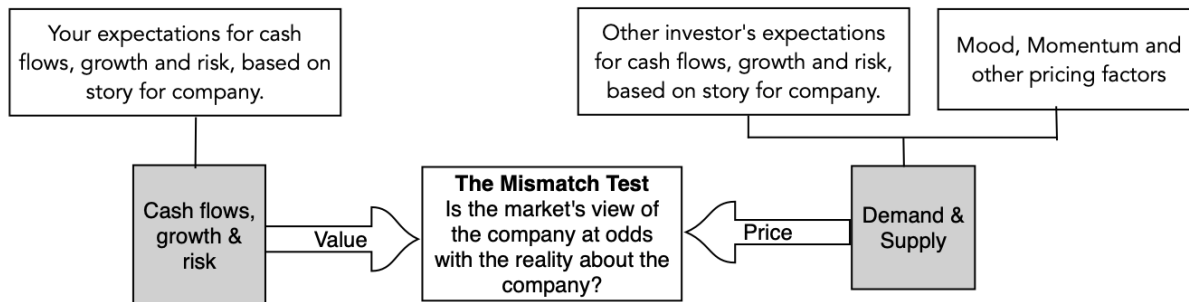 Your expectations for cash
flows, growth and risk, based on
story for company.
Other investor's expectations
for cash flows, growth and risk,
based on story for company.
Mood, Momentum and
other pricing factors
Cash flows,
growth &
risk
Value
The Mismatch Test
Is the market's view of
the company at odds
with the reality about the
company?
Price
Demand &
Supply